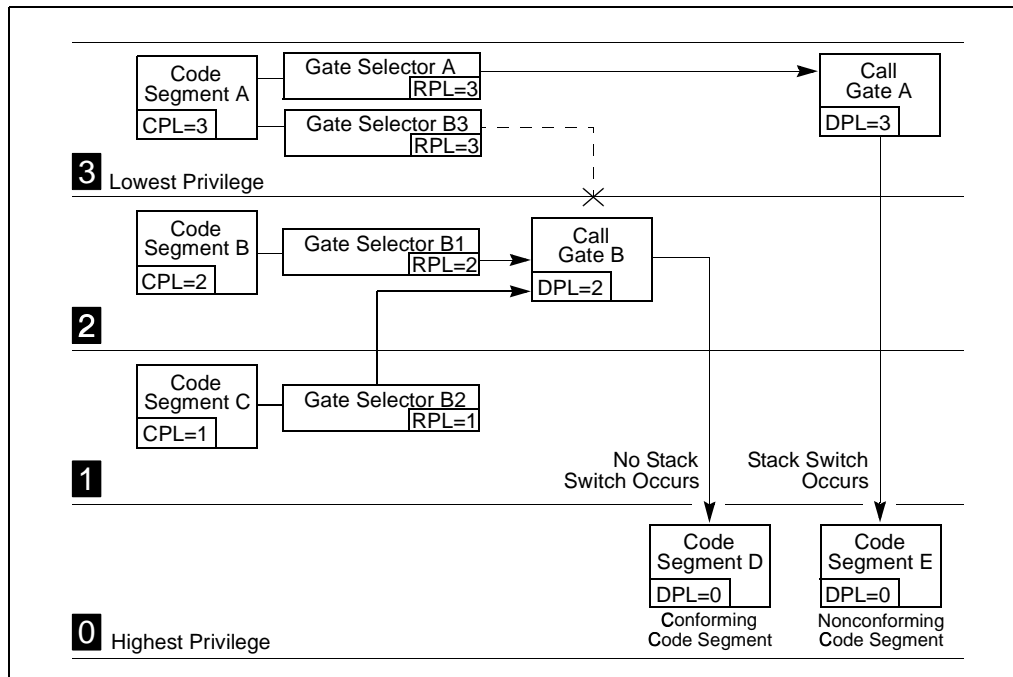 Code
Segment A
CPL=3
Gate Selector A
RPL=3
Gate Selector B3
RPL=3
Call
Gate A
DPL=3
3 Lowest Privilege
Code
Segment B
CPL=2
Gate Selector B1
RPL=2
Call
Gate B
DPL=2
2
Code
Segment C
CPL=1
Gate Selector B2
RPL=1
1
No Stack
Switch Occurs
Stack Switch
Occurs
Code
Segment D
DPL=0
Conforming
Code Segment
Code
Segment E
DPL=0
Nonconforming
Code Segment
0 Highest Privilege